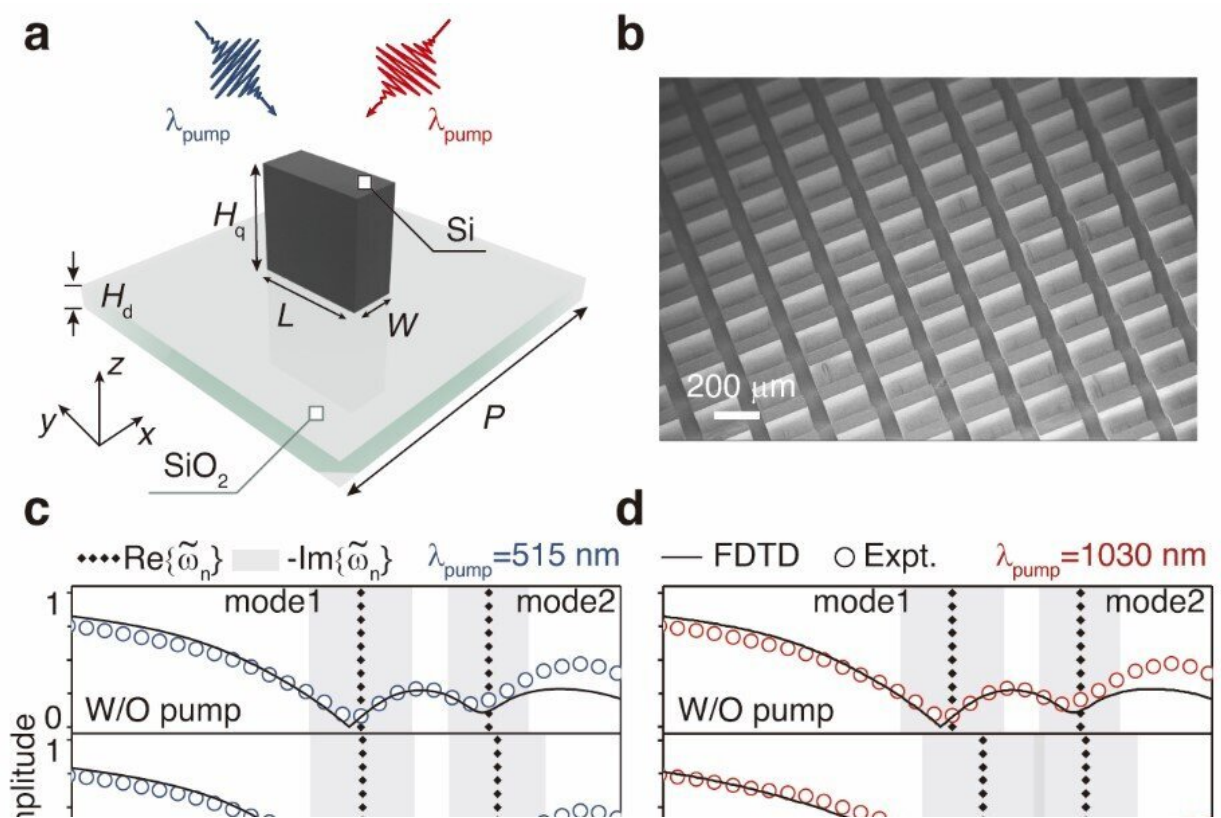 a
b
λpump
λpump
Hq
Si
Hd
L
W
z
y
x
P
SiO2
200 μm
c
d
Re{ω̃n} -Im{ω̃n} λpump=515 nm
FDTD Expt. λpump=1030 nm
1 mode1 mode2
mode1 mode2
0 W/O pump
W/O pump
1